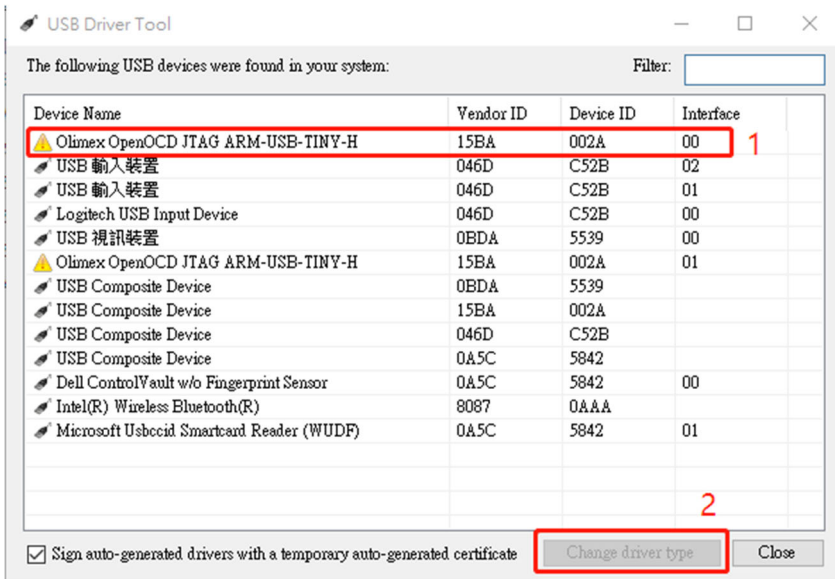 USB Driver Tool
The following USB devices were found in your system: Filter:
Device Name Vendor ID Device ID Interface
Olimex OpenOCD JTAG ARM-USB-TINY-H 15BA 002A 00 1
USB 輸入裝置 046D C52B 02
USB 輸入裝置 046D C52B 01
Logitech USB Input Device 046D C52B 00
USB 視訊裝置 0BDA 5539 00
Olimex OpenOCD JTAG ARM-USB-TINY-H 15BA 002A 01
USB Composite Device 0BDA 5539
USB Composite Device 15BA 002A
USB Composite Device 046D C52B
USB Composite Device 0A5C 5842
Dell ControlVault w/o Fingerprint Sensor 0A5C 5842 00
Intel(R) Wireless Bluetooth(R) 8087 0AAA
Microsoft Usbccid Smartcard Reader (WUDF) 0A5C 5842 01
2
Sign auto-generated drivers with a temporary auto-generated certificate Change driver type Close